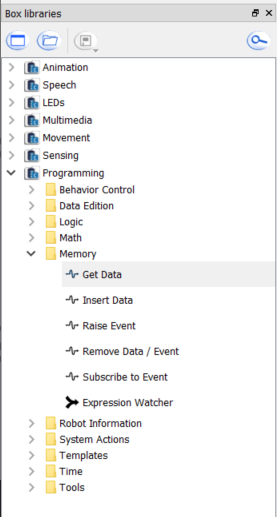 Box libraries
Animation
Speech
LEDs
Multimedia
Movement
Sensing
Programming
Behavior Control
Data Edition
Logic
Math
Memory
Get Data
Insert Data
Raise Event
Remove Data / Event
Subscribe to Event
Expression Watcher
Robot Information
System Actions
Templates
Time
Tools